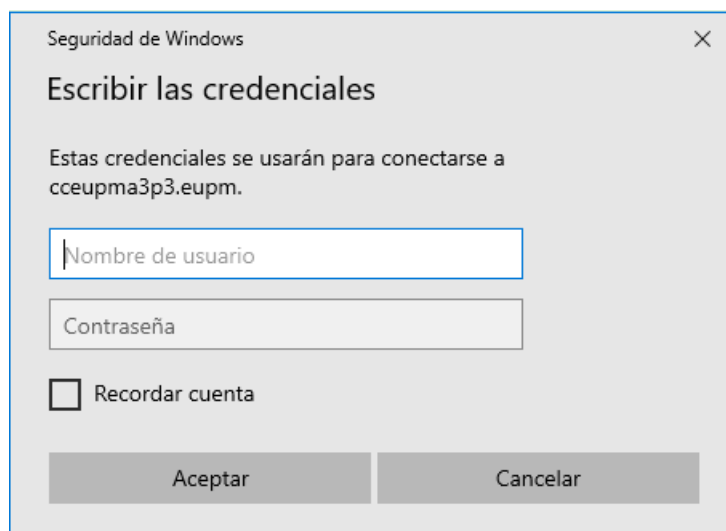 Seguridad de Windows
Escribir las credenciales
Estas credenciales se usarán para conectarse a
cceupma3p3.eupm.
Nombre de usuario
Contraseña
Recordar cuenta
Aceptar Cancelar